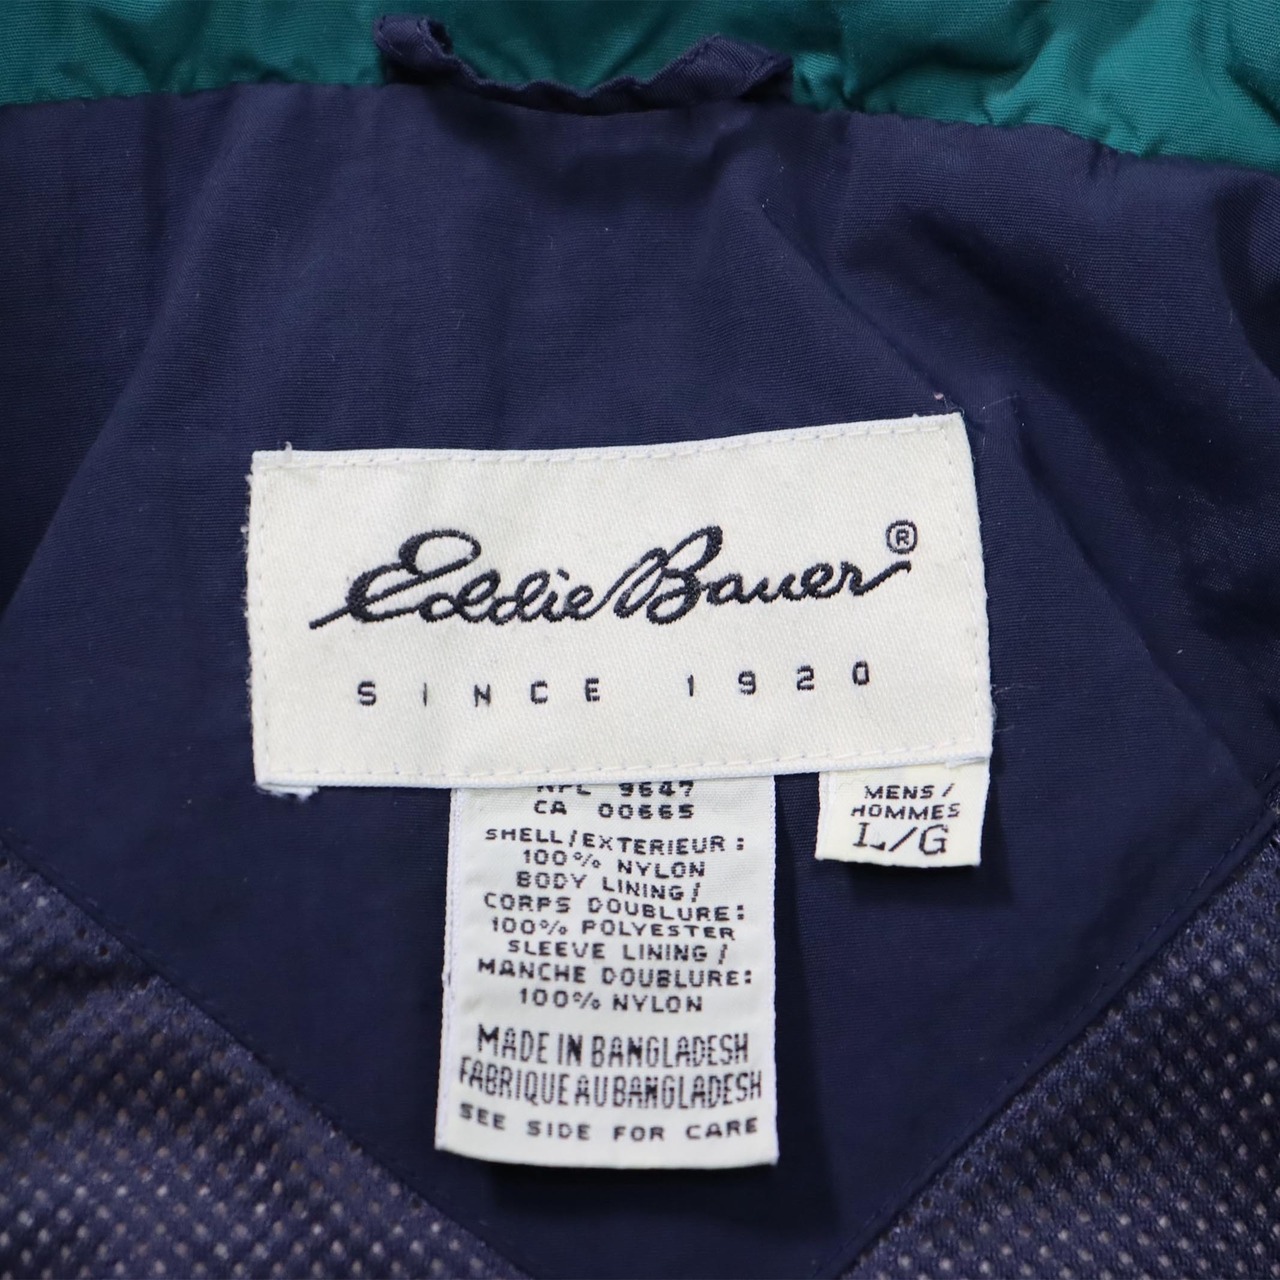 Eddie Bauer®
SINCE 1920
9647
CA 00665
SHELL/EXTERIEUR:
100% NYLON
BODY LINING/
CORPS DOUBLURE:
100% POLYESTER
SLEEVE LINING/
MANCHE DOUBLURE:
100% NYLON
MADE IN BANGLADESH
FABRIQUE AU BANGLADESH
SEE SIDE FOR CARE
MENS/
HOMMES
L/G